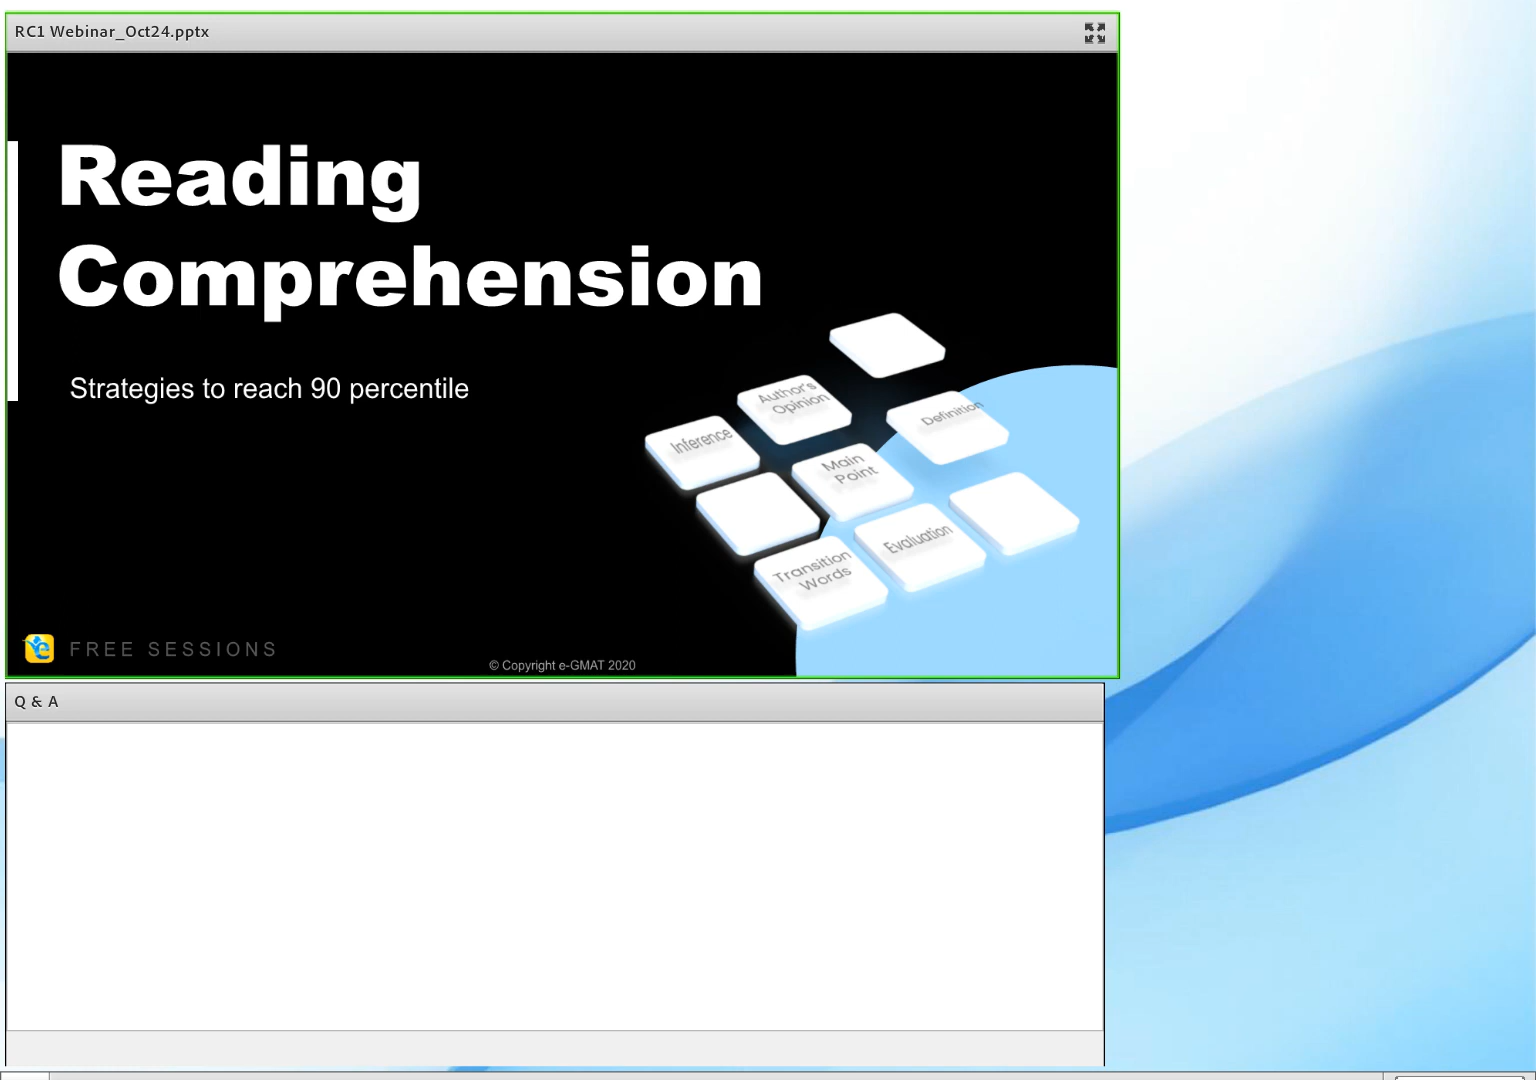 RC1 Webinar_Oct24.pptx
Reading
Comprehension
Strategies to reach 90 percentile
Author's
Opinion
Definition
Inference
Main
Point
Evaluation
Transition
Words
FREE SESSIONS
© Copyright e-GMAT 2020
Q & A